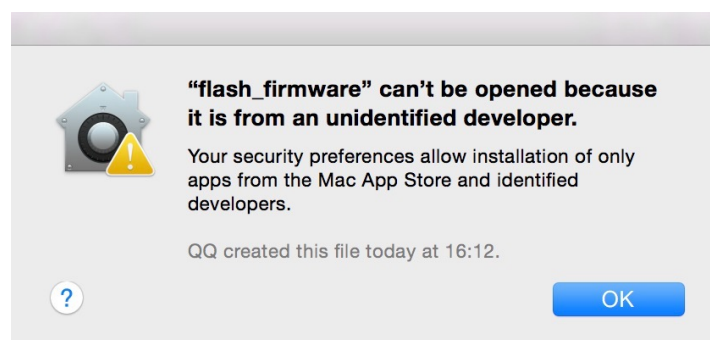 “flash_firmware” can’t be opened because
it is from an unidentified developer.
Your security preferences allow installation of only
apps from the Mac App Store and identified
developers.
QQ created this file today at 16:12.
?
OK